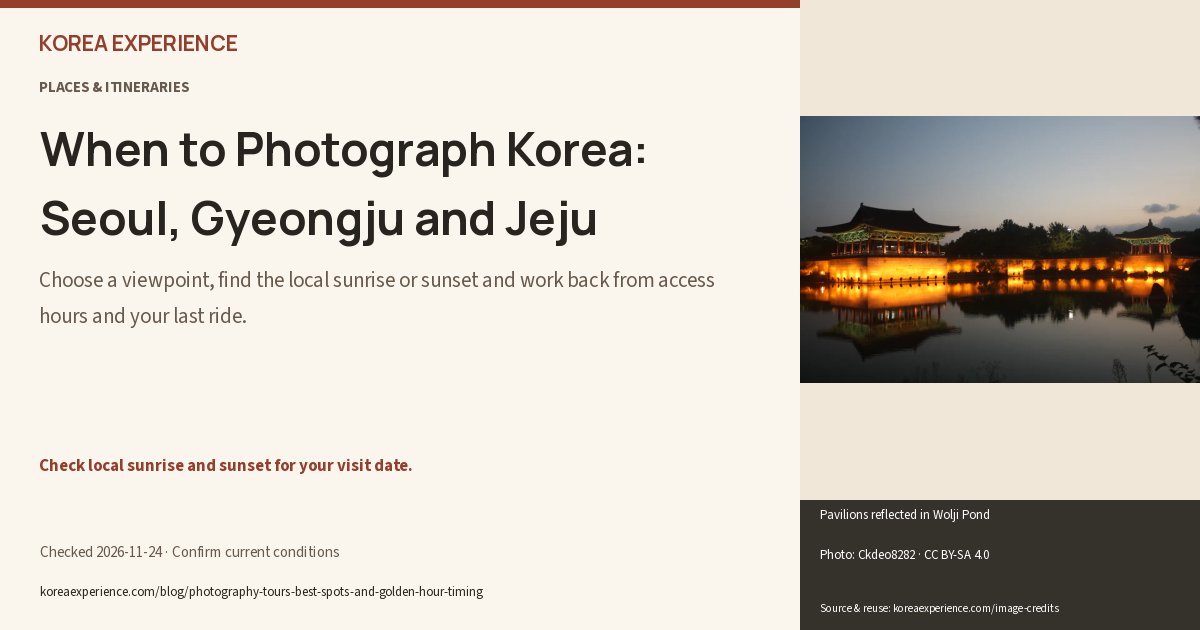 KOREA EXPERIENCE
PLACES & ITINERARIES
When to Photograph Korea:
Seoul, Gyeongju and Jeju
Choose a viewpoint, find the local sunrise or sunset and work back from access
hours and your last ride.
Check local sunrise and sunset for your visit date.
Checked 2026-11-24 · Confirm current conditions
koreaexperience.com/blog/photography-tours-best-spots-and-golden-hour-timing
Pavilions reflected in Wolji Pond
Photo: Ckdeo8282 · CC BY-SA 4.0
Source & reuse: koreaexperience.com/image-credits